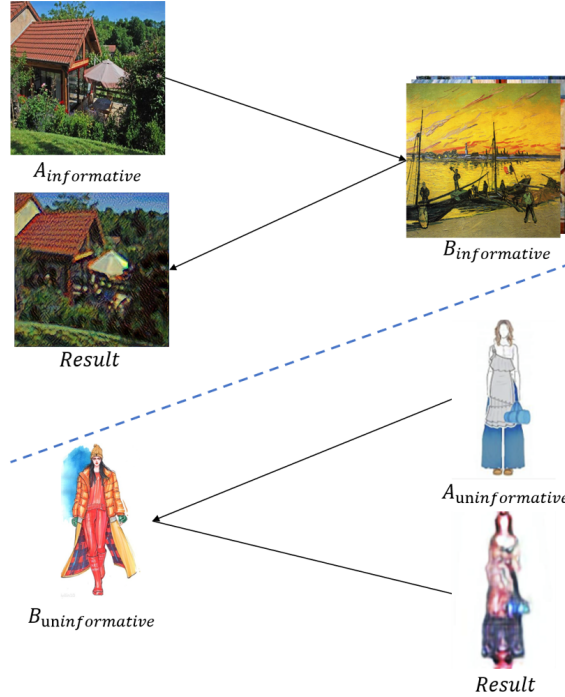 A_informative
B_informative
Result
A_uninformative
B_uninformative
Result